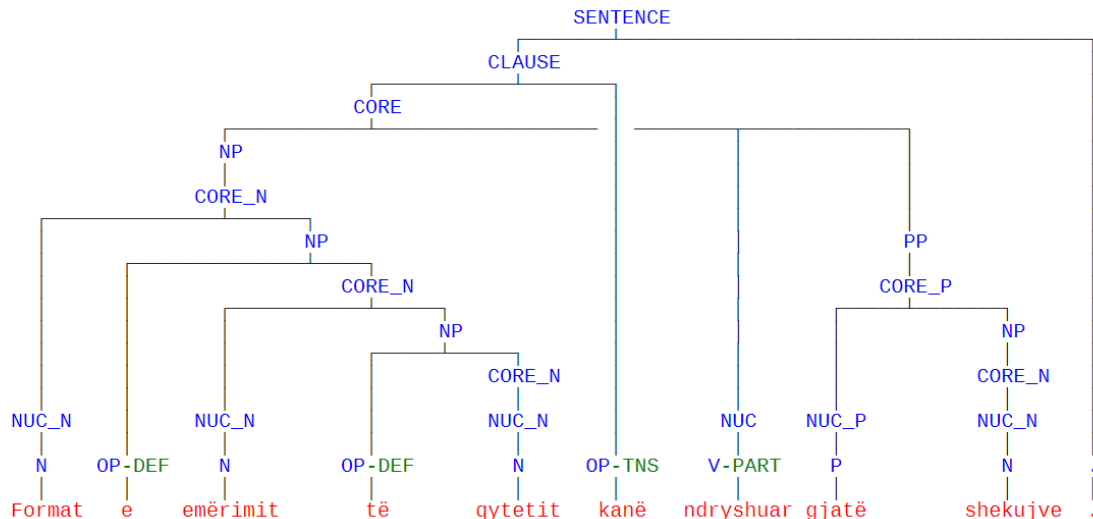 SENTENCE
CLAUSE
CORE
NP
CORE_N
NP PP
CORE_N CORE_P
NP NP
CORE_N CORE_N
NUC_N NUC_N NUC_N NUC NUC_P NUC_N
N OP-DEF N OP-DEF N OP-TNS V-PART P N .
Format e emërimit të qytetit kanë ndryshuar gjatë shekujve .